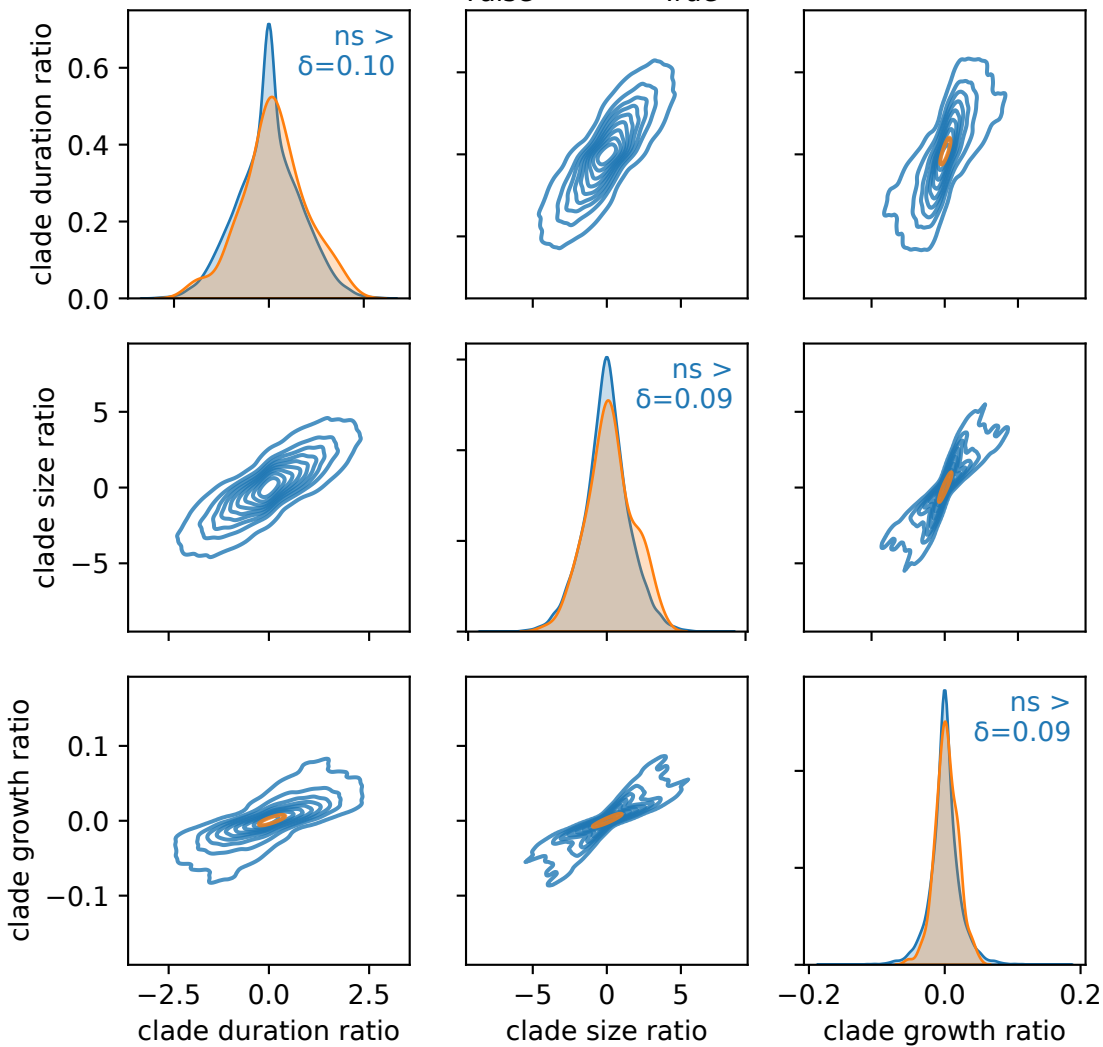 clade duration ratio
0.6
0.4
0.2
0.0
ns >
δ=0.10
clade size ratio
5
0
−5
ns >
δ=0.09
clade growth ratio
0.1
0.0
−0.1
ns >
δ=0.09
−2.5 0.0 2.5
−5 0 5
−0.2 0.0 0.2
clade duration ratio
clade size ratio
clade growth ratio